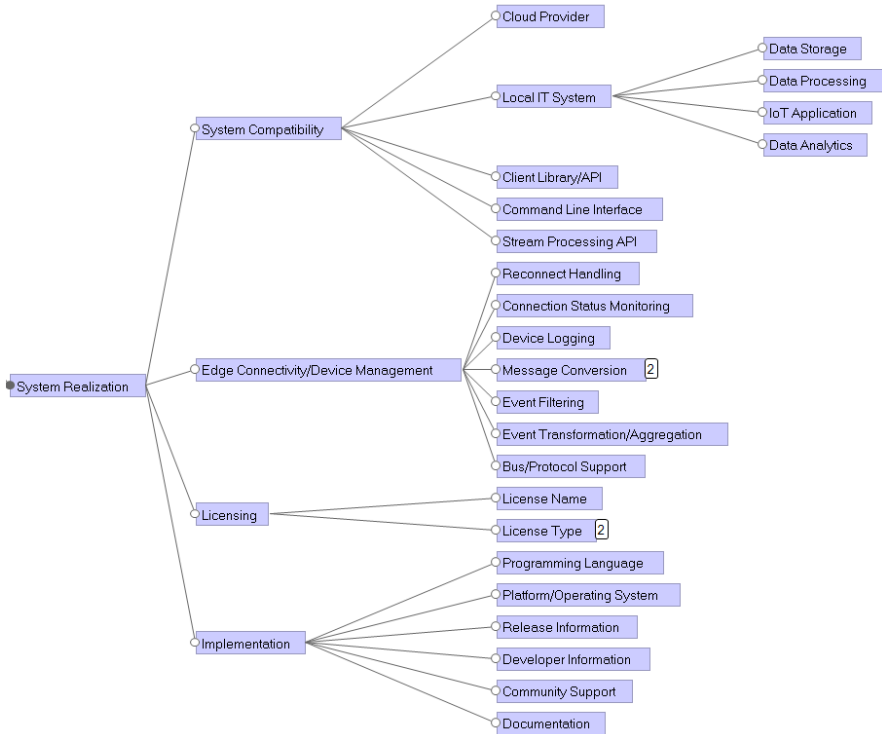 Cloud Provider
Data Storage
Data Processing
Local IT System
IoT Application
System Compatibility
Data Analytics
Client Library/API
Command Line Interface
Stream Processing API
Reconnect Handling
Connection Status Monitoring
Device Logging
Edge Connectivity/Device Management
Message Conversion 2
System Realization
Event Filtering
Event Transformation/Aggregation
Bus/Protocol Support
License Name
Licensing
License Type 2
Programming Language
Platform/Operating System
Release Information
Implementation
Developer Information
Community Support
Documentation